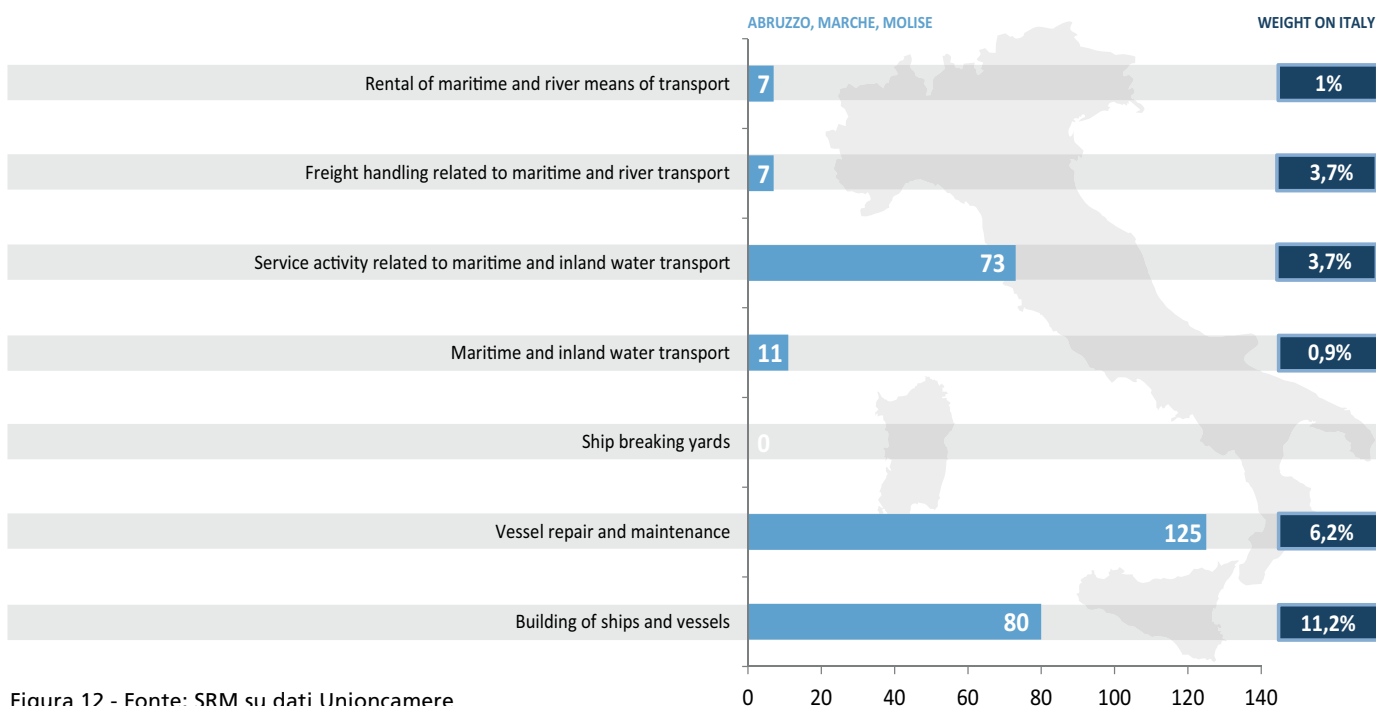 ABRUZZO, MARCHE, MOLISE WEIGHT ON ITALY
Rental of maritime and river means of transport 7 1%
Freight handling related to maritime and river transport 7 3,7%
Service activity related to maritime and inland water transport 73 3,7%
Maritime and inland water transport 11 0,9%
Ship breaking yards 0
Vessel repair and maintenance 125 6,2%
Building of ships and vessels 80 11,2%
0 20 40 60 80 100 120 140
Figura 12 - Fonte: SRM su dati Unioncamere